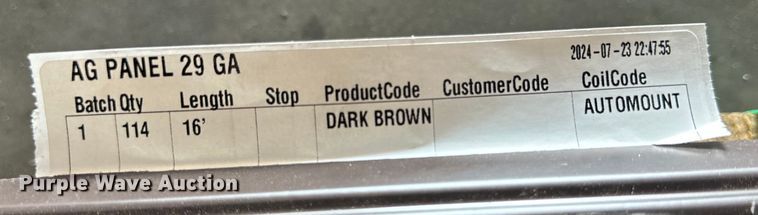 AG PANEL 29 GA 2024-07-23 22:47:55
Batch Qty Length Stop ProductCode CustomerCode CoilCode
1 114 16' DARK BROWN AUTOMOUNT
Purple Wave Auction